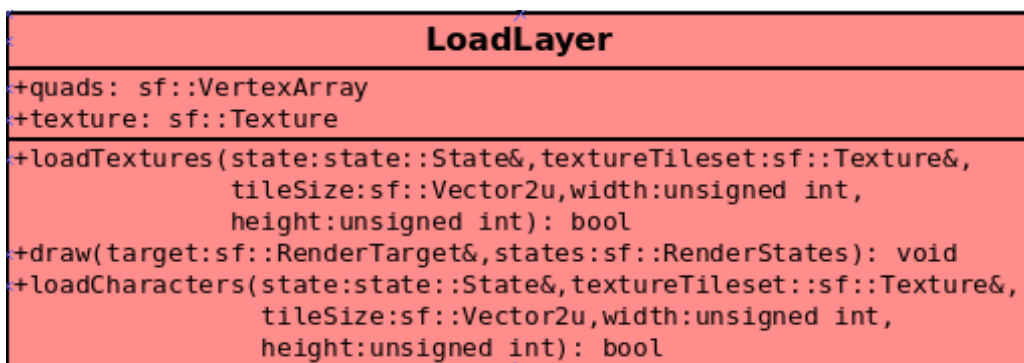 LoadLayer
+quads: sf::VertexArray
+texture: sf::Texture
+loadTextures(state:state::State&,textureTileset:sf::Texture&,
tileSize:sf::Vector2u,width:unsigned int,
height:unsigned int): bool
+draw(target:sf::RenderTarget&,states:sf::RenderStates): void
+loadCharacters(state:state::State&,textureTileset::sf::Texture&,
tileSize:sf::Vector2u,width:unsigned int,
height:unsigned int): bool